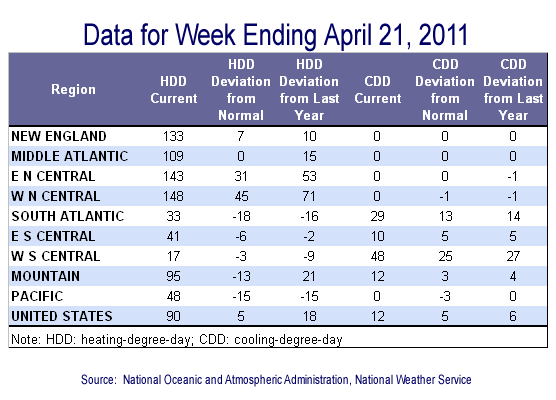 Data for Week Ending April 21, 2011
Region HDD Current HDD Deviation from Normal HDD Deviation from Last Year CDD Current CDD Deviation from Normal CDD Deviation from Last Year
NEW ENGLAND 133 7 10 0 0 0
MIDDLE ATLANTIC 109 0 15 0 0 0
E N CENTRAL 143 31 53 0 0 -1
W N CENTRAL 148 45 71 0 -1 -1
SOUTH ATLANTIC 33 -18 -16 29 13 14
E S CENTRAL 41 -6 -2 10 5 5
W S CENTRAL 17 -3 -9 48 25 27
MOUNTAIN 95 -13 21 12 3 4
PACIFIC 48 -15 -15 0 -3 0
UNITED STATES 90 5 18 12 5 6
Note: HDD: heating-degree-day; CDD: cooling-degree-day
Source: National Oceanic and Atmospheric Administration, National Weather Service